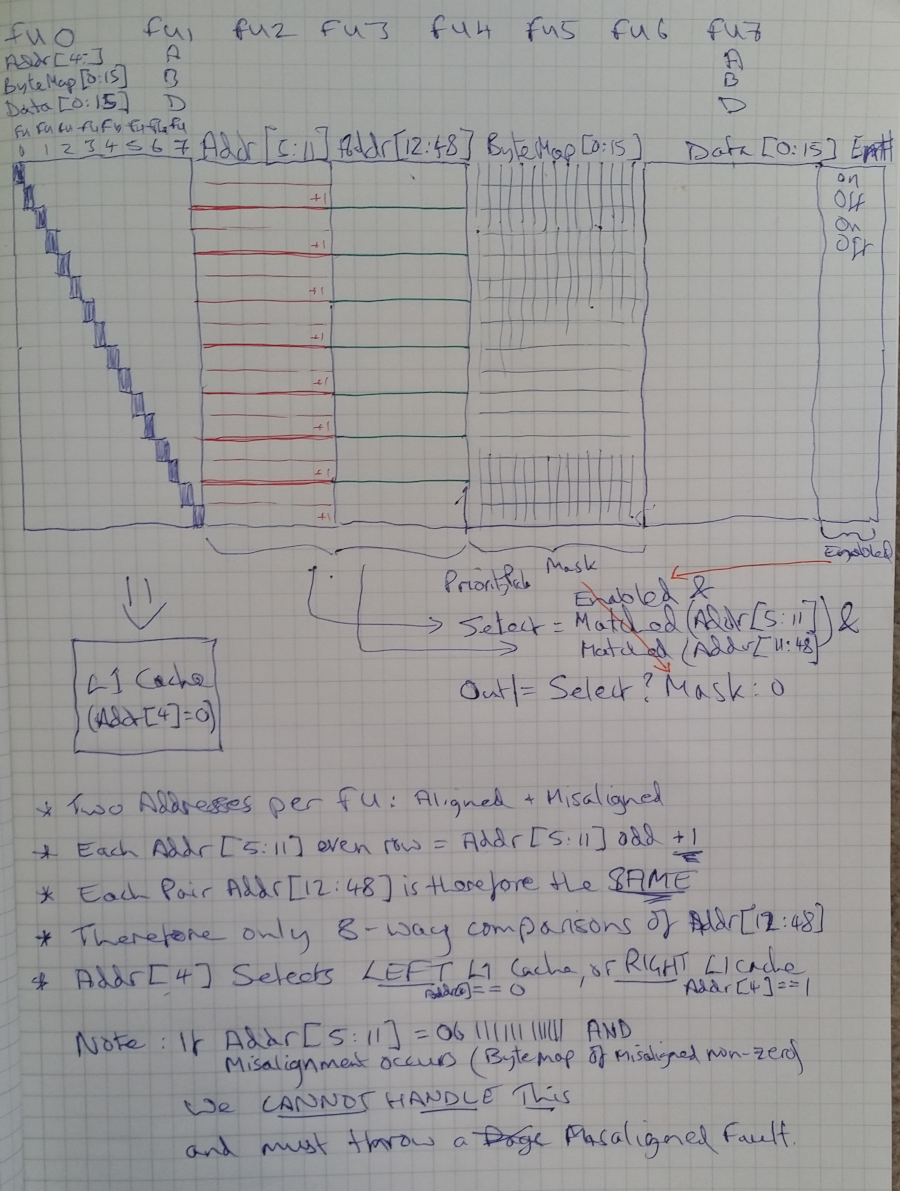 FU0 FU1 FU2 FU3 FU4 FU5 FU6 FU7
Addr[4:] A A
ByteMap[0:15] B B
Data[0:15] D D
FU FU FU FU FU FU FU FU
0 1 2 3 4 5 6 7 Addr[5:11] Addr[12:48] ByteMap[0:15] Data[0:15]
On
+1 Off
On
+1 Off
+1
+1
+1
+1
+1
+1
Enabled
Mask
Enabled &
Select = Matched (Addr[5:11]) &
Matched (Addr[11:48]
Out|= Select? Mask: 0
L1 Cache
(Addr[4]=0)
* Two Addresses per FU: Aligned + Misaligned
* Each Addr[5:11] even row = Addr[5:11] odd +1
* Each Pair Addr[12:48] is therefore the SAME
* Therefore only 8-way comparisons of Addr[12:48]
* Addr[4] Selects LEFT L1 Cache, or RIGHT L1 cache
Addr[4]== 0 Addr[4]==1
Note: If Addr[5:11] = 0b 11111111111 AND
Misalignment occurs (Bytemap of Misaligned non-zero)
We CANNOT HANDLE This
and must throw a Page Misaligned Fault.